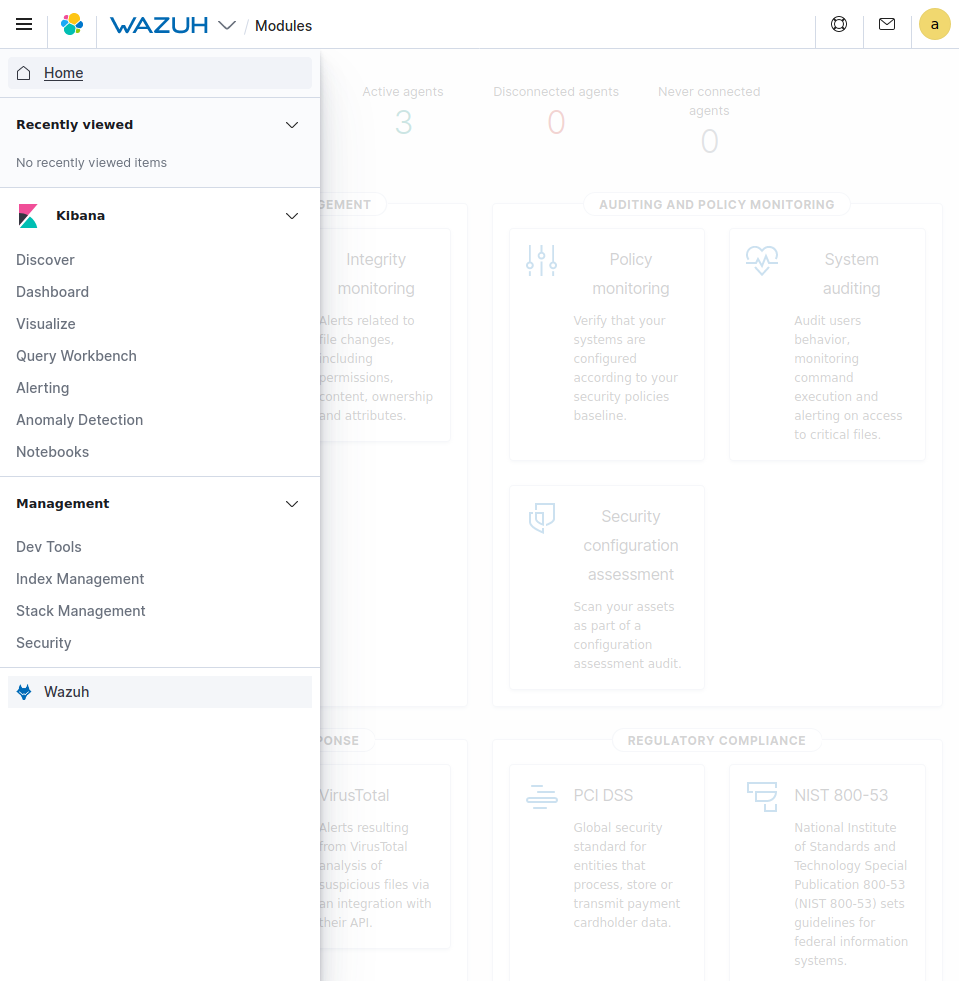 WAZUH / Modules
a
Home
Recently viewed
No recently viewed items
Kibana
Discover
Dashboard
Visualize
Query Workbench
Alerting
Anomaly Detection
Notebooks
Management
Dev Tools
Index Management
Stack Management
Security
Wazuh
Active agents
3
Disconnected agents
0
Never connected
agents
0
GEMENT
Integrity
monitoring
Alerts related to
file changes,
including
permissions,
content, ownership
and attributes.
AUDITING AND POLICY MONITORING
Policy
monitoring
Verify that your
systems are
configured
according to your
security policies
baseline.
System
auditing
Audit users
behavior,
monitoring
command
execution and
alerting on access
to critical files.
Security
configuration
assessment
Scan your assets
as part of a
configuration
assessment audit.
PONSE
VirusTotal
Alerts resulting
from VirusTotal
analysis of
suspicious files via
an integration with
their API.
REGULATORY COMPLIANCE
PCI DSS
Global security
standard for
entities that
process, store or
transmit payment
cardholder data.
NIST 800-53
National Institute
of Standards and
Technology Special
Publication 800-53
(NIST 800-53) sets
guidelines for
federal information
systems.